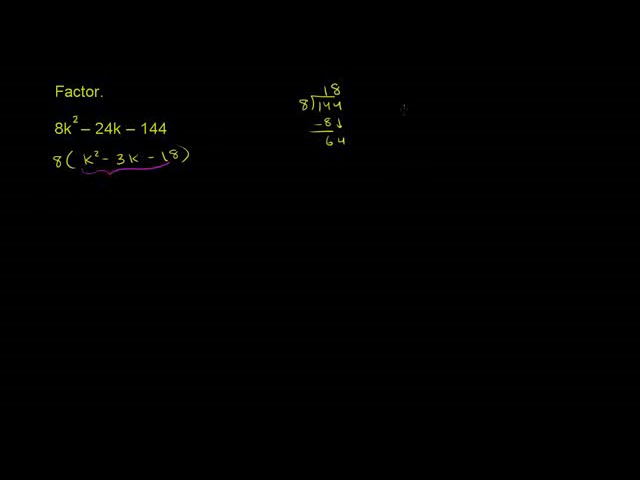 Factor.
8k² – 24k – 144
8( k² – 3k – 18)
18
8)144
–8↓
64